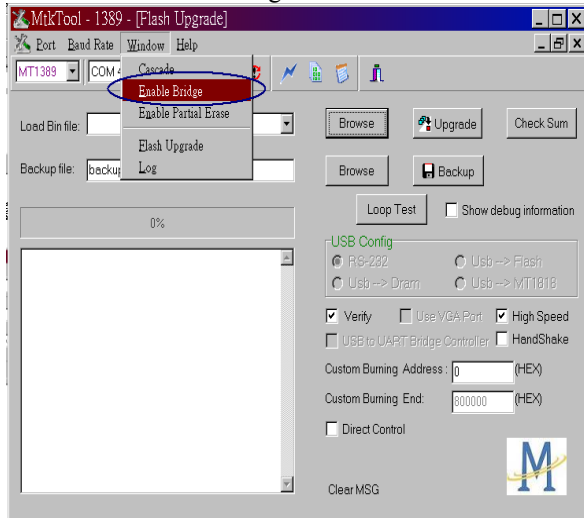 MtkTool - 1389 - [Flash Upgrade]
Port Baud Rate Window Help
MT1389 COM 4
Cascade
Enable Bridge
Enable Partial Erase
Flash Upgrade
Log
Load Bin file: Browse Upgrade Check Sum
Backup file: backup Browse Backup
Loop Test Show debug information
0%
USB Config
RS-232 Usb --> Flash
Usb --> Dram Usb --> MT1818
Verify Use VGA Port High Speed
USB to UART Bridge Controller HandShake
Custom Burning Address : 0 (HEX)
Custom Burning End: 800000 (HEX)
Direct Control
M
Clear MSG